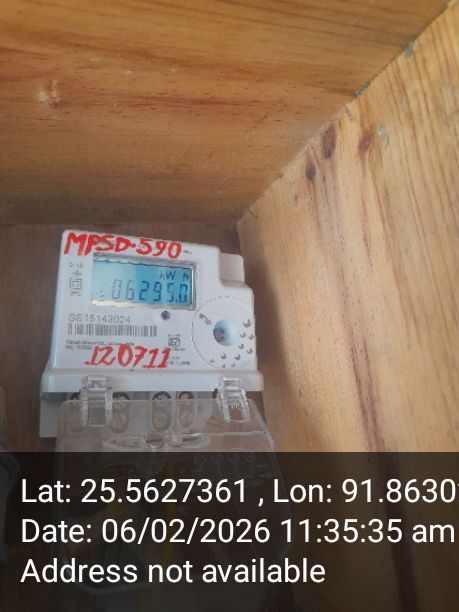 MPSD-590
kW h
06295.0
SS15142024
120711
Lat: 25.5627361 , Lon: 91.8630
Date: 06/02/2026 11:35:35 am
Address not available